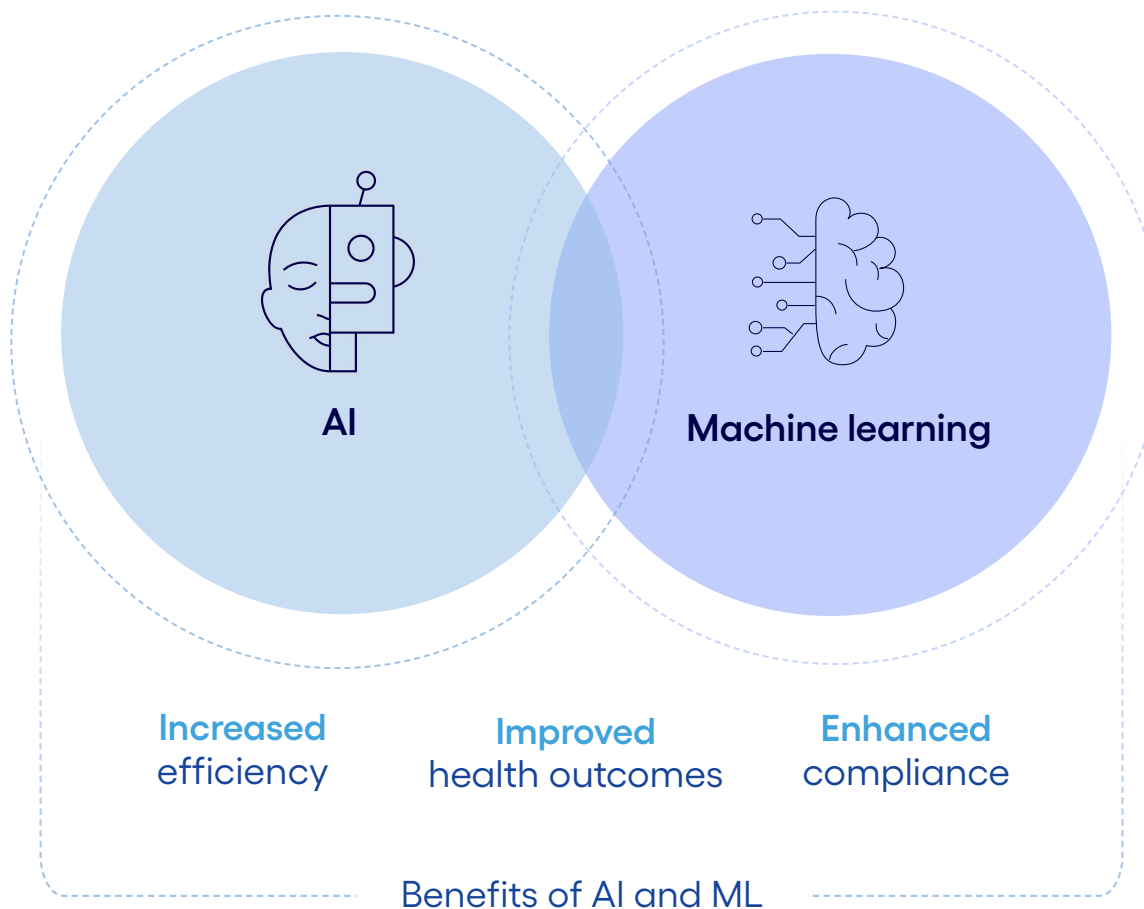 AI
Machine learning
Increased
efficiency
Improved
health outcomes
Enhanced
compliance
Benefits of AI and ML